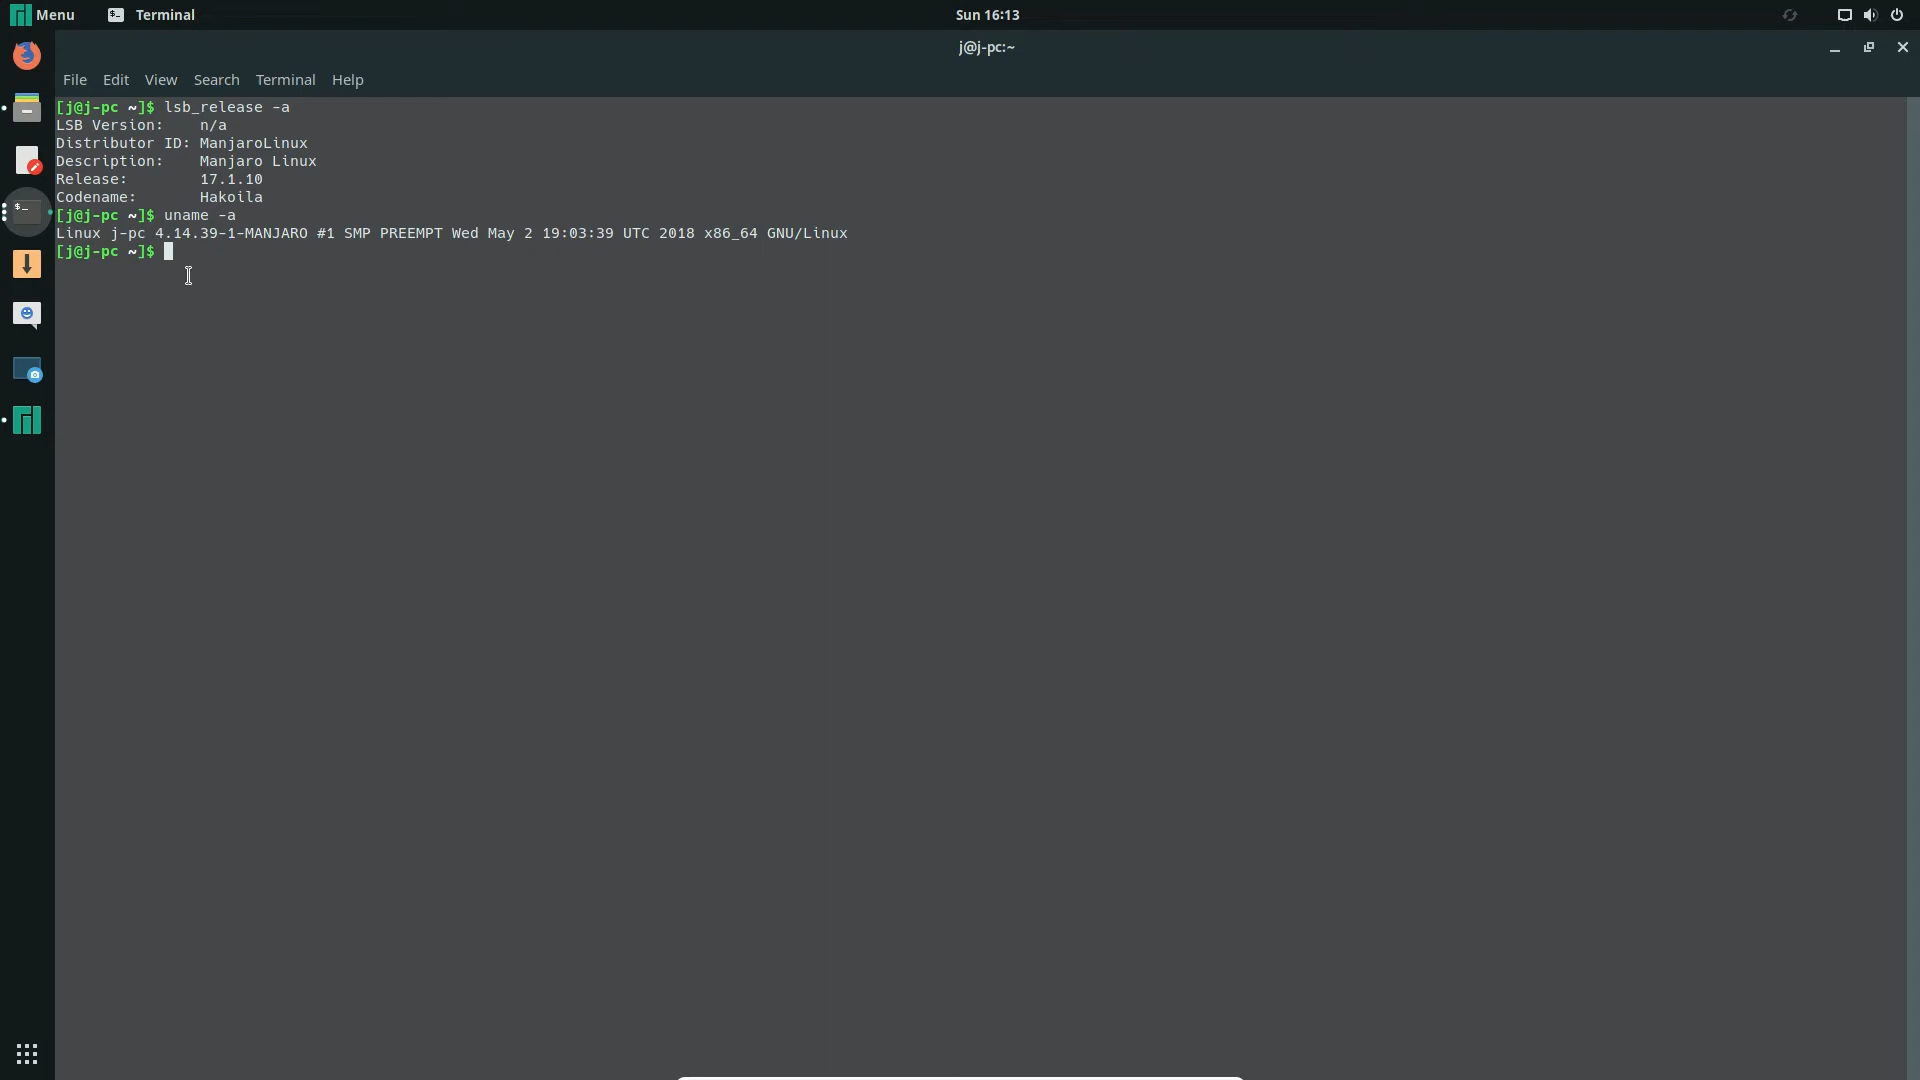 Menu Terminal Sun 16:13
j@j-pc:~
File Edit View Search Terminal Help
[j@j-pc ~]$ lsb_release -a
LSB Version:    n/a
Distributor ID: ManjaroLinux
Description:    Manjaro Linux
Release:        17.1.10
Codename:       Hakoila
[j@j-pc ~]$ uname -a
Linux j-pc 4.14.39-1-MANJARO #1 SMP PREEMPT Wed May 2 19:03:39 UTC 2018 x86_64 GNU/Linux
[j@j-pc ~]$